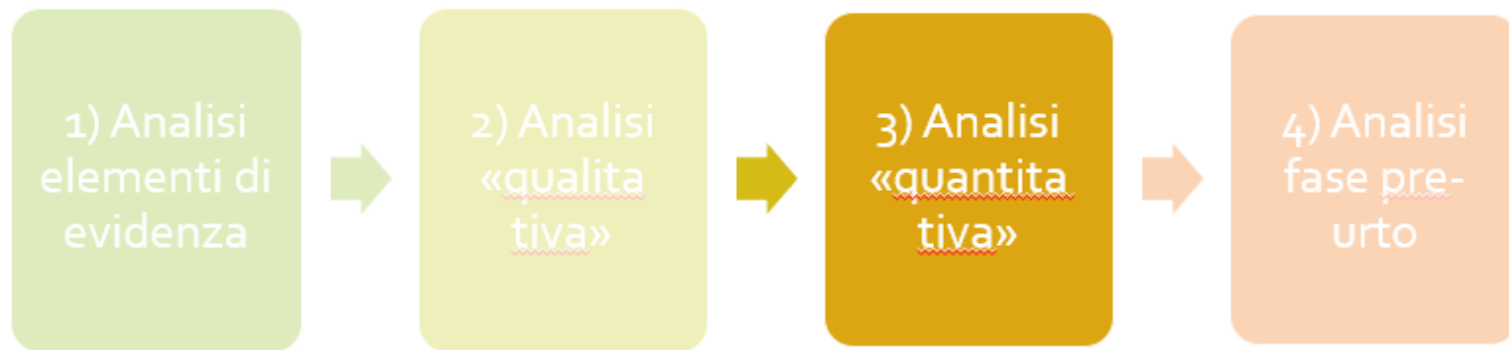 1) Analisi
elementi di
evidenza
2) Analisi
«qualita
tiva»
3) Analisi
«quantita
tiva»
4) Analisi
fase pre-
urto